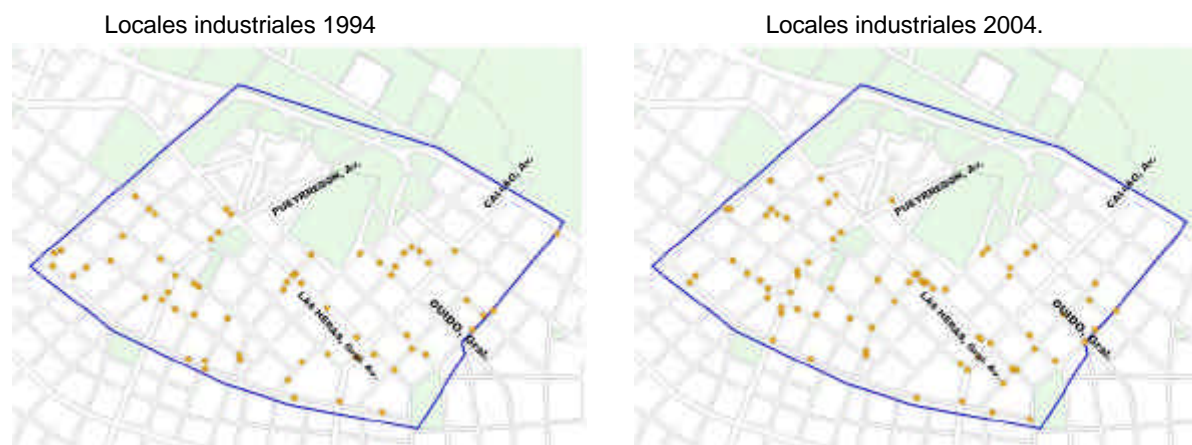 Locales industriales 1994
Locales industriales 2004.
PUEYRREDON, Av.
CALLAO, Av.
LAS HERAS, Gral. Av.
GUIDO, Gral.
PUEYRREDON, Av.
CALLAO, Av.
LAS HERAS, Gral. Av.
GUIDO, Gral.